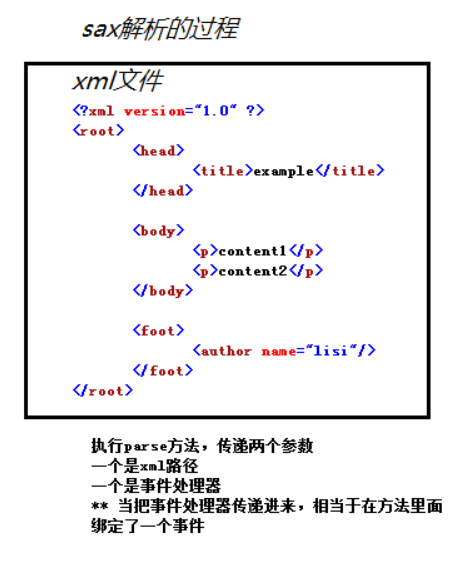 sax解析的过程
xml文件
<?xml version="1.0" ?>
<root>
<head>
<title>example</title>
</head>
<body>
<p>content1</p>
<p>content2</p>
</body>
<foot>
<author name="lisi"/>
</foot>
</root>
执行parse方法，传递两个参数
一个是xml路径
一个是事件处理器
** 当把事件处理器传递进来，相当于在方法里面
绑定了一个事件